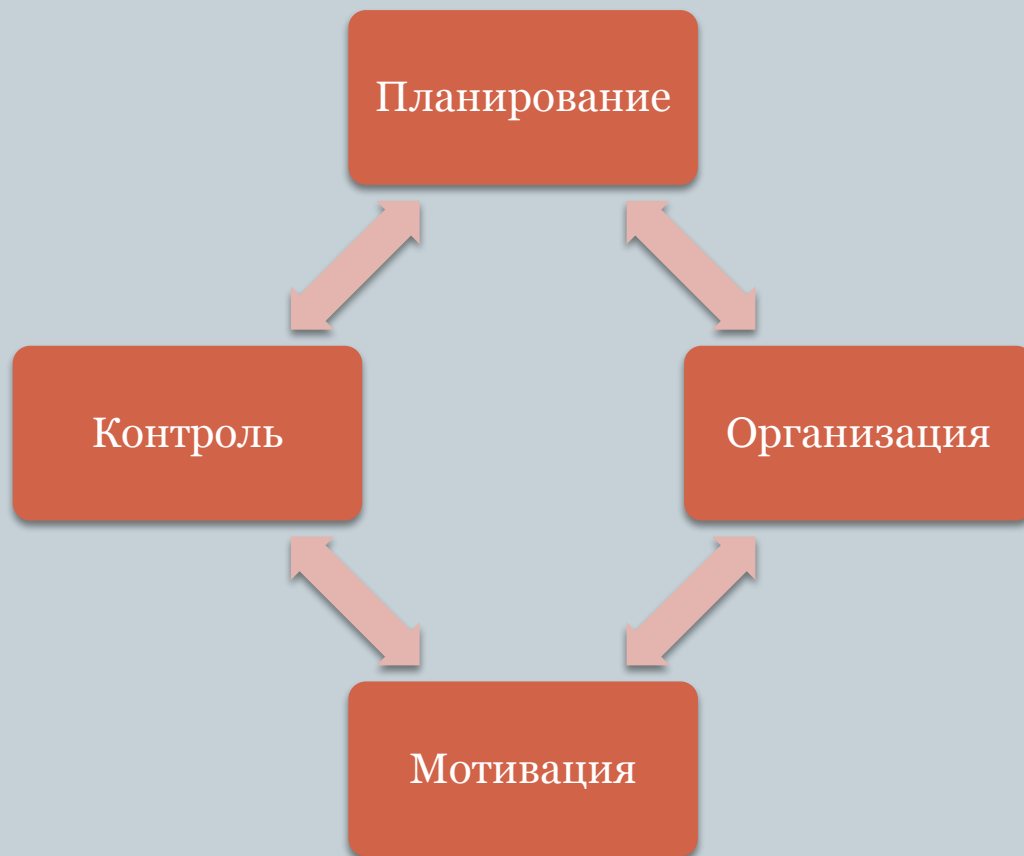 Планирование
Контроль
Организация
Мотивация